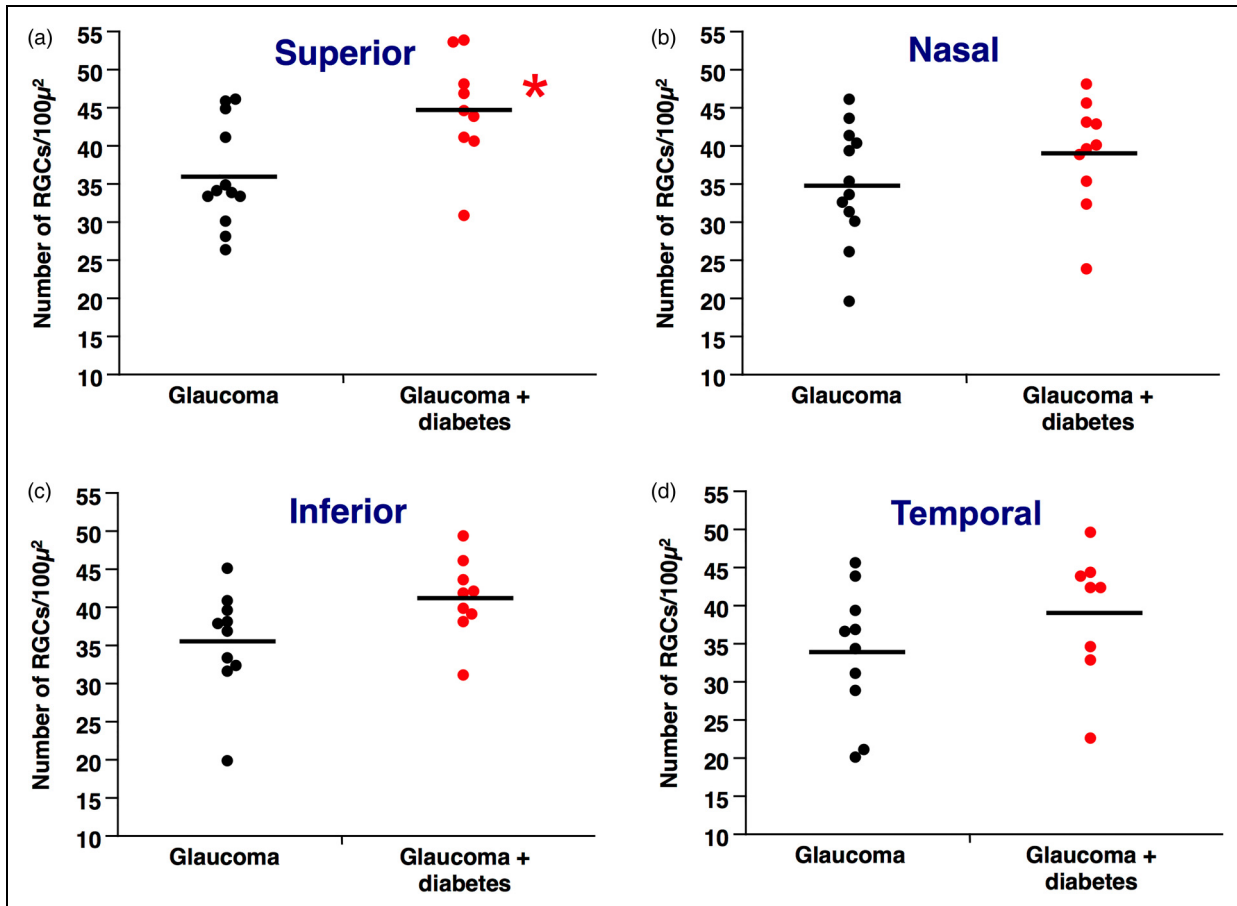 (a)
Superior
Number of RGCs/100µ²
55
50
45
40
35
30
25
20
15
10
*
Glaucoma
Glaucoma +
diabetes
(b)
Nasal
Number of RGCs/100µ²
55
50
45
40
35
30
25
20
15
10
Glaucoma
Glaucoma +
diabetes
(c)
Inferior
Number of RGCs/100µ²
55
50
45
40
35
30
25
20
15
10
Glaucoma
Glaucoma +
diabetes
(d)
Temporal
Number of RGCs/100µ²
55
50
45
40
35
30
25
20
15
10
Glaucoma
Glaucoma +
diabetes